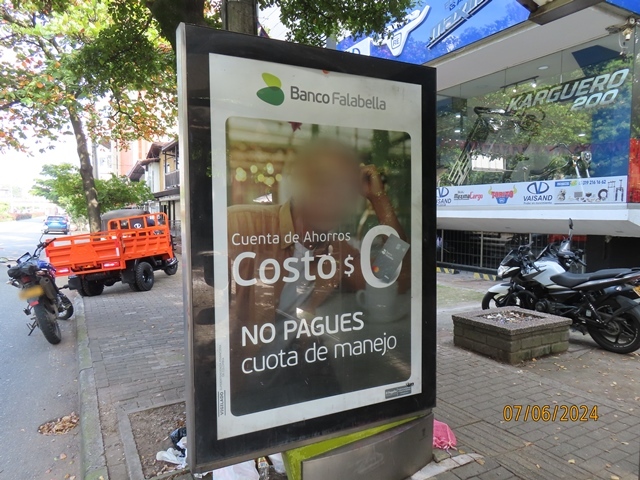 Banco Falabella
Cuenta de Ahorros
Costo $0
NO PAGUES
cuota de manejo
KARGUERO
200
VAISAND
07/06/2024